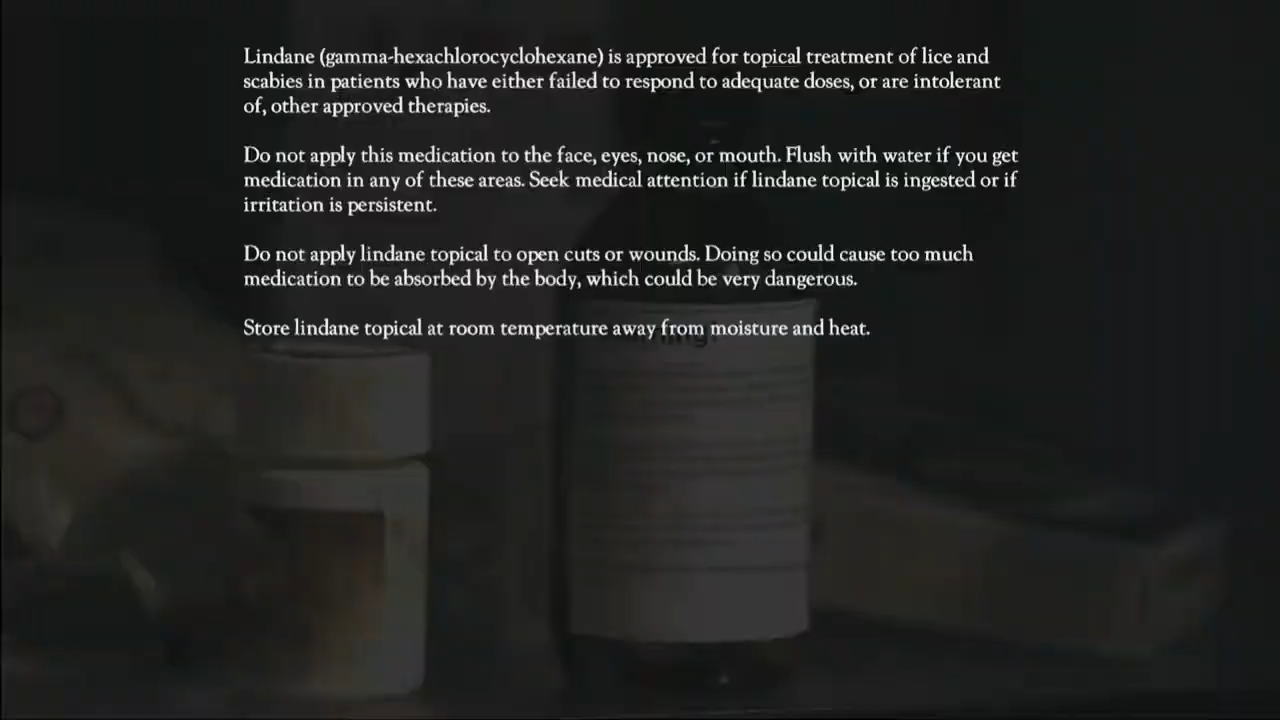 Lindane (gamma-hexachlorocyclohexane) is approved for topical treatment of lice and
scabies in patients who have either failed to respond to adequate doses, or are intolerant
of, other approved therapies.
Do not apply this medication to the face, eyes, nose, or mouth. Flush with water if you get
medication in any of these areas. Seek medical attention if lindane topical is ingested or if
irritation is persistent.
Do not apply lindane topical to open cuts or wounds. Doing so could cause too much
medication to be absorbed by the body, which could be very dangerous.
Store lindane topical at room temperature away from moisture and heat.